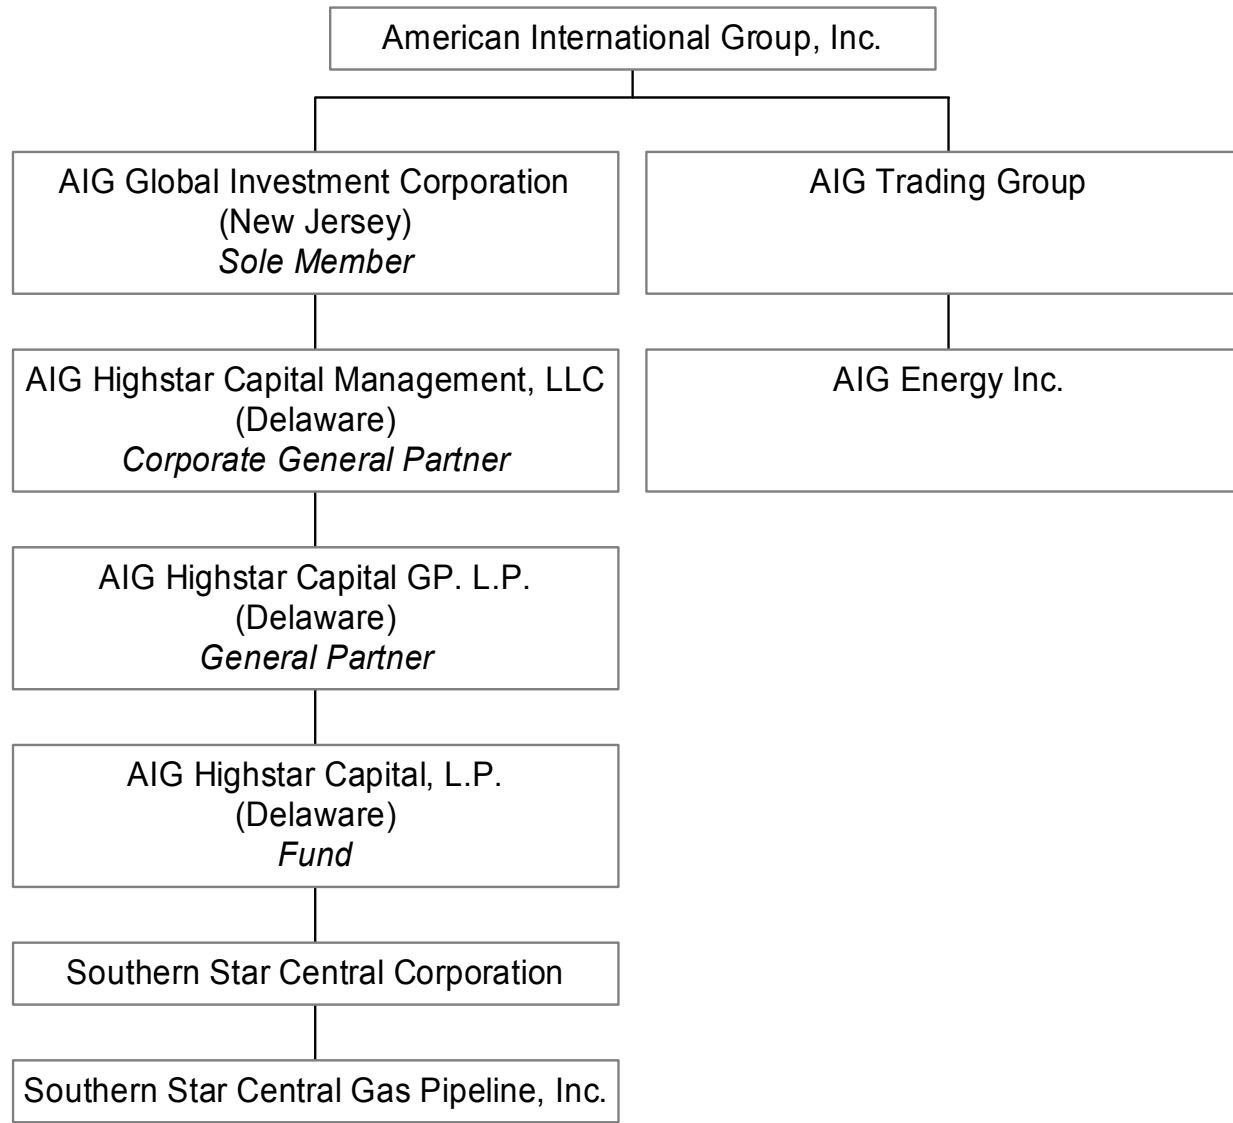 American International Group, Inc.
AIG Global Investment Corporation
(New Jersey)
Sole Member
AIG Trading Group
AIG Highstar Capital Management, LLC
(Delaware)
Corporate General Partner
AIG Energy Inc.
AIG Highstar Capital GP. L.P.
(Delaware)
General Partner
AIG Highstar Capital, L.P.
(Delaware)
Fund
Southern Star Central Corporation
Southern Star Central Gas Pipeline, Inc.